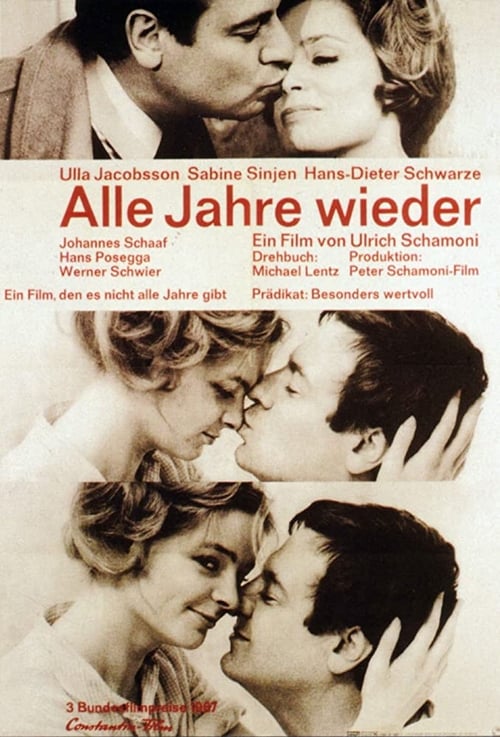 Ulla Jacobsson Sabine Sinjen Hans-Dieter Schwarze
Alle Jahre wieder
Johannes Schaaf
Hans Posegga
Werner Schwier
Ein Film von Ulrich Schamoni
Drehbuch: Produktion:
Michael Lentz Peter Schamoni-Film
Ein Film, den es nicht alle Jahre gibt
Prädikat: Besonders wertvoll
3 Bundesfilmpreise 1967
Constantin-Film